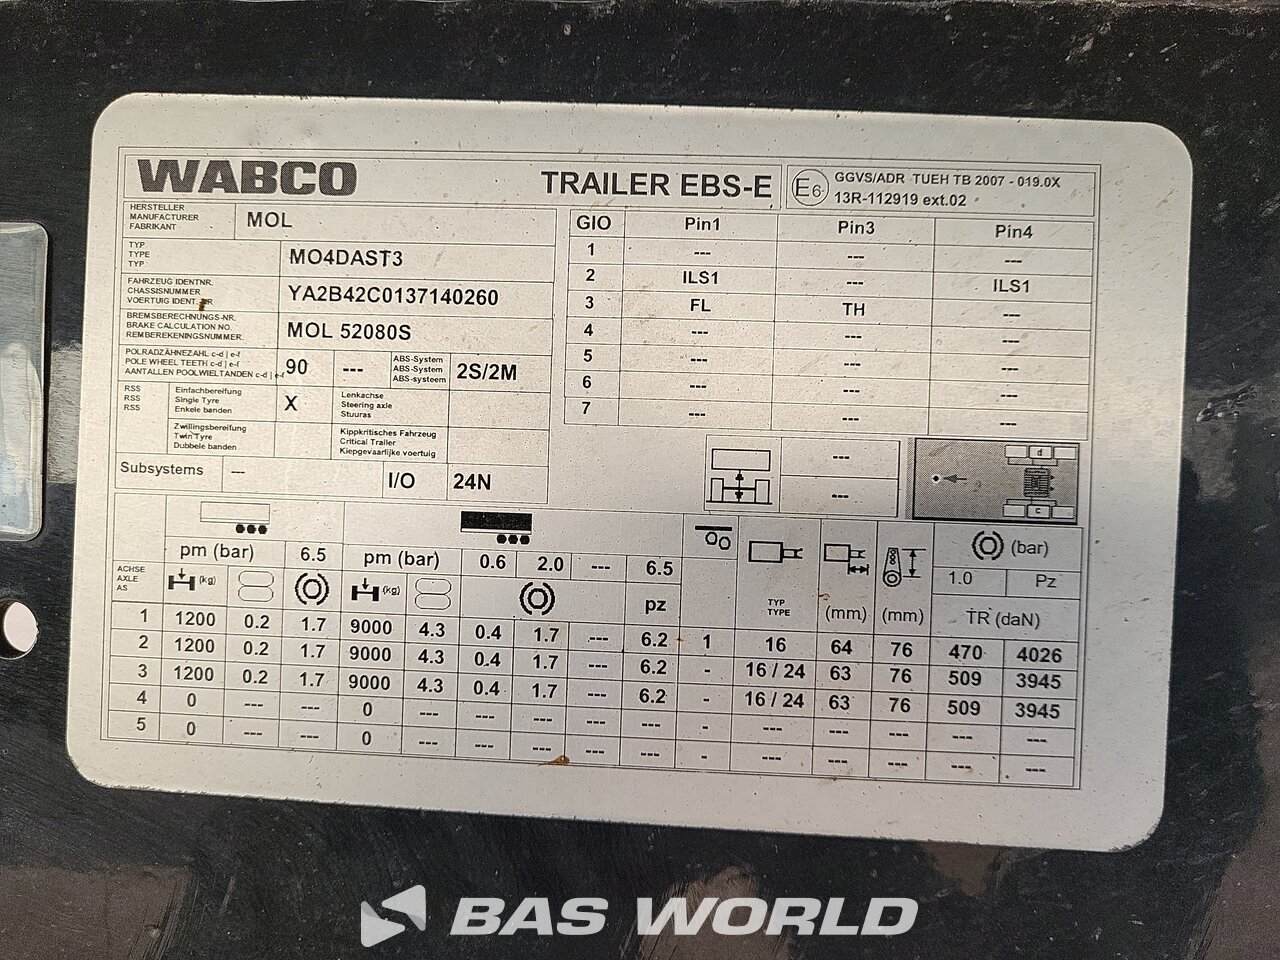 WABCO TRAILER EBS-E E6 GGVS/ADR TUEH TB 2007 - 019.0X
13R-112919 ext.02
HERSTELLER
MANUFACTURER
FABRIKANT
MOL
TYP
TYPE
TYP
MO4DAST3
FAHRZEUG IDENTNR.
CHASSISNUMMER
VOERTUIG IDENT. NR
YA2B42C0137140260
BREMSBERECHNUNGS-NR.
BRAKE CALCULATION NO.
REMBEREKENINGSNUMMER.
MOL 52080S
POLRADZÄHNEZAHL c-d | e-f
POLE WHEEL TEETH c-d | e-f
AANTALLEN POOLWIELTANDEN c-d | e-f
90 ---
ABS-System
ABS-System
ABS-systeem
2S/2M
RSS
RSS
RSS
Einfachbereifung
Single Tyre
Enkele banden
X
Lenkachse
Steering axle
Stuuras
Zwillingsbereifung
Twin Tyre
Dubbele banden
Kippkritisches Fahrzeug
Critical Trailer
Kiepgevaarlijke voertuig
Subsystems --- I/O 24N
GIO Pin1 Pin3 Pin4
1 --- --- ---
2 ILS1 --- ILS1
3 FL TH ---
4 --- --- ---
5 --- --- ---
6 --- --- ---
7 --- --- ---
---
---
d
c
pm (bar) 6.5 pm (bar) 0.6 2.0 --- 6.5 (bar)
1.0 Pz
ACHSE
AXLE
AS
(kg) (kg) pz
TYP
TYPE
(mm) (mm) TR (daN)
1 1200 0.2 1.7 9000 4.3 0.4 1.7 --- 6.2 1 16 64 76 470 4026
2 1200 0.2 1.7 9000 4.3 0.4 1.7 --- 6.2 - 16 / 24 63 76 509 3945
3 1200 0.2 1.7 9000 4.3 0.4 1.7 --- 6.2 - 16 / 24 63 76 509 3945
4 0 --- --- 0 --- --- --- --- --- - --- --- --- --- ---
5 0 --- --- 0 --- --- --- --- --- - --- --- --- --- ---
BAS WORLD